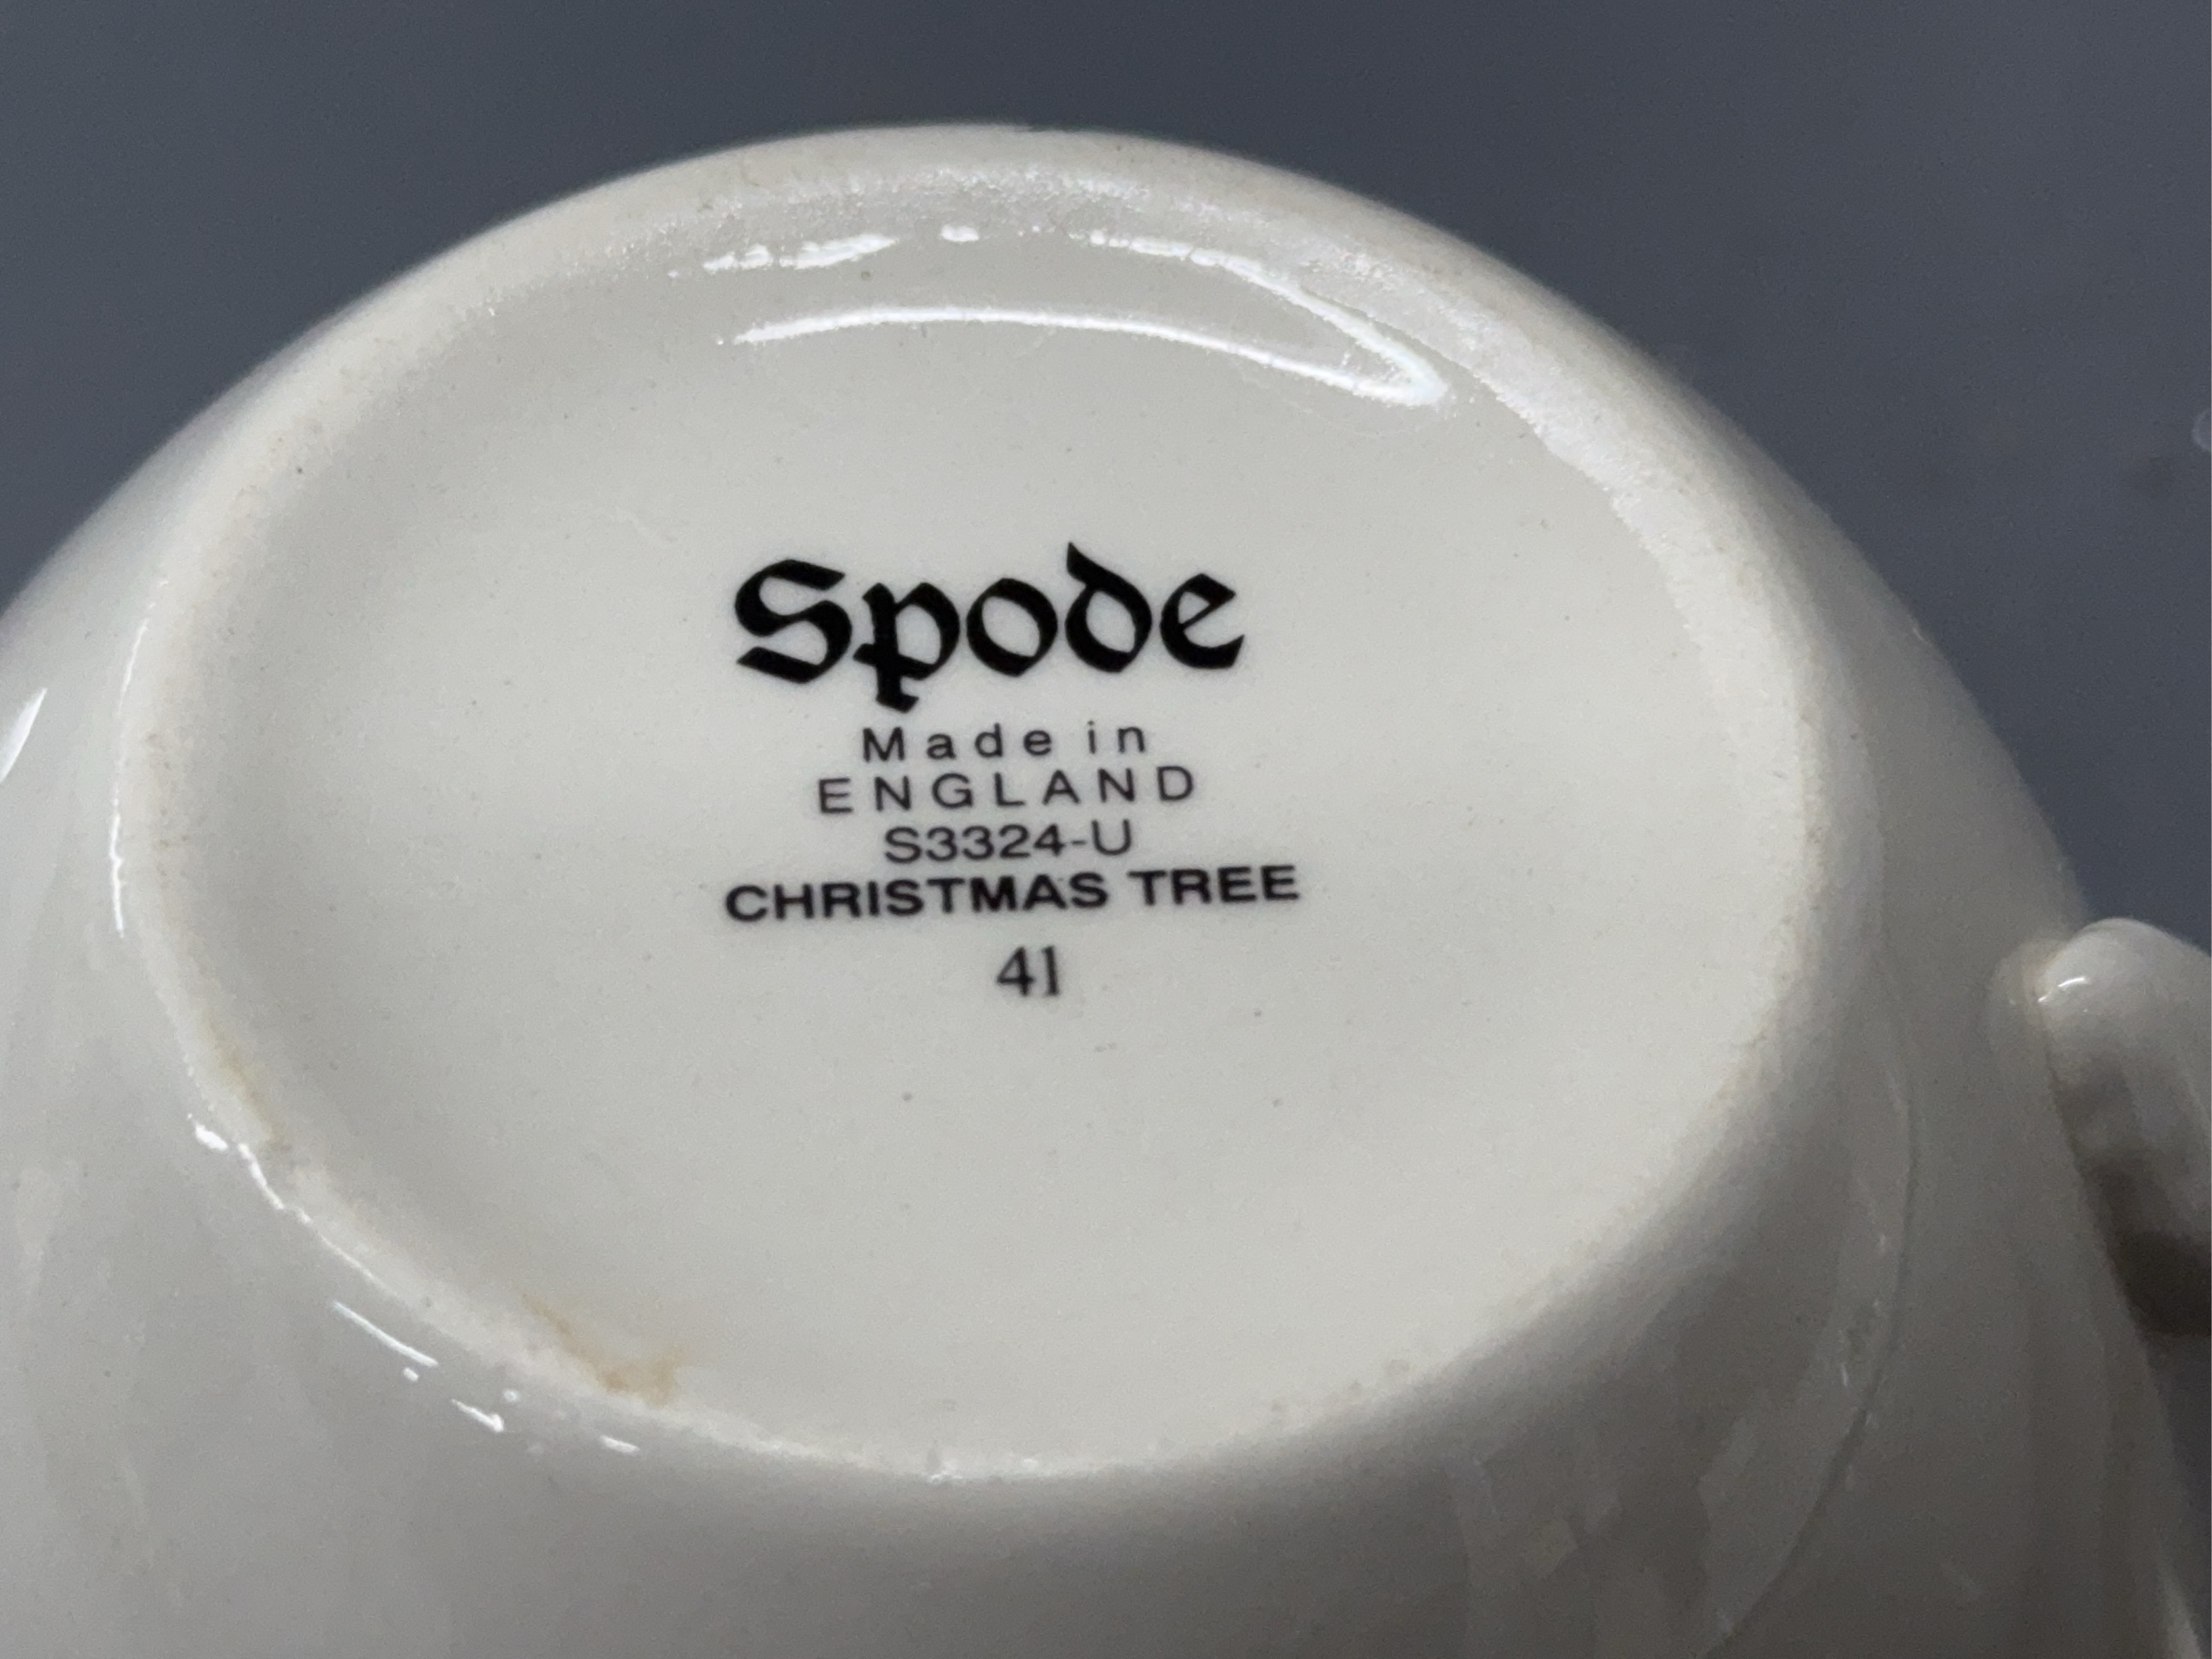 Spode
Made in
ENGLAND
S3324-U
CHRISTMAS TREE
41